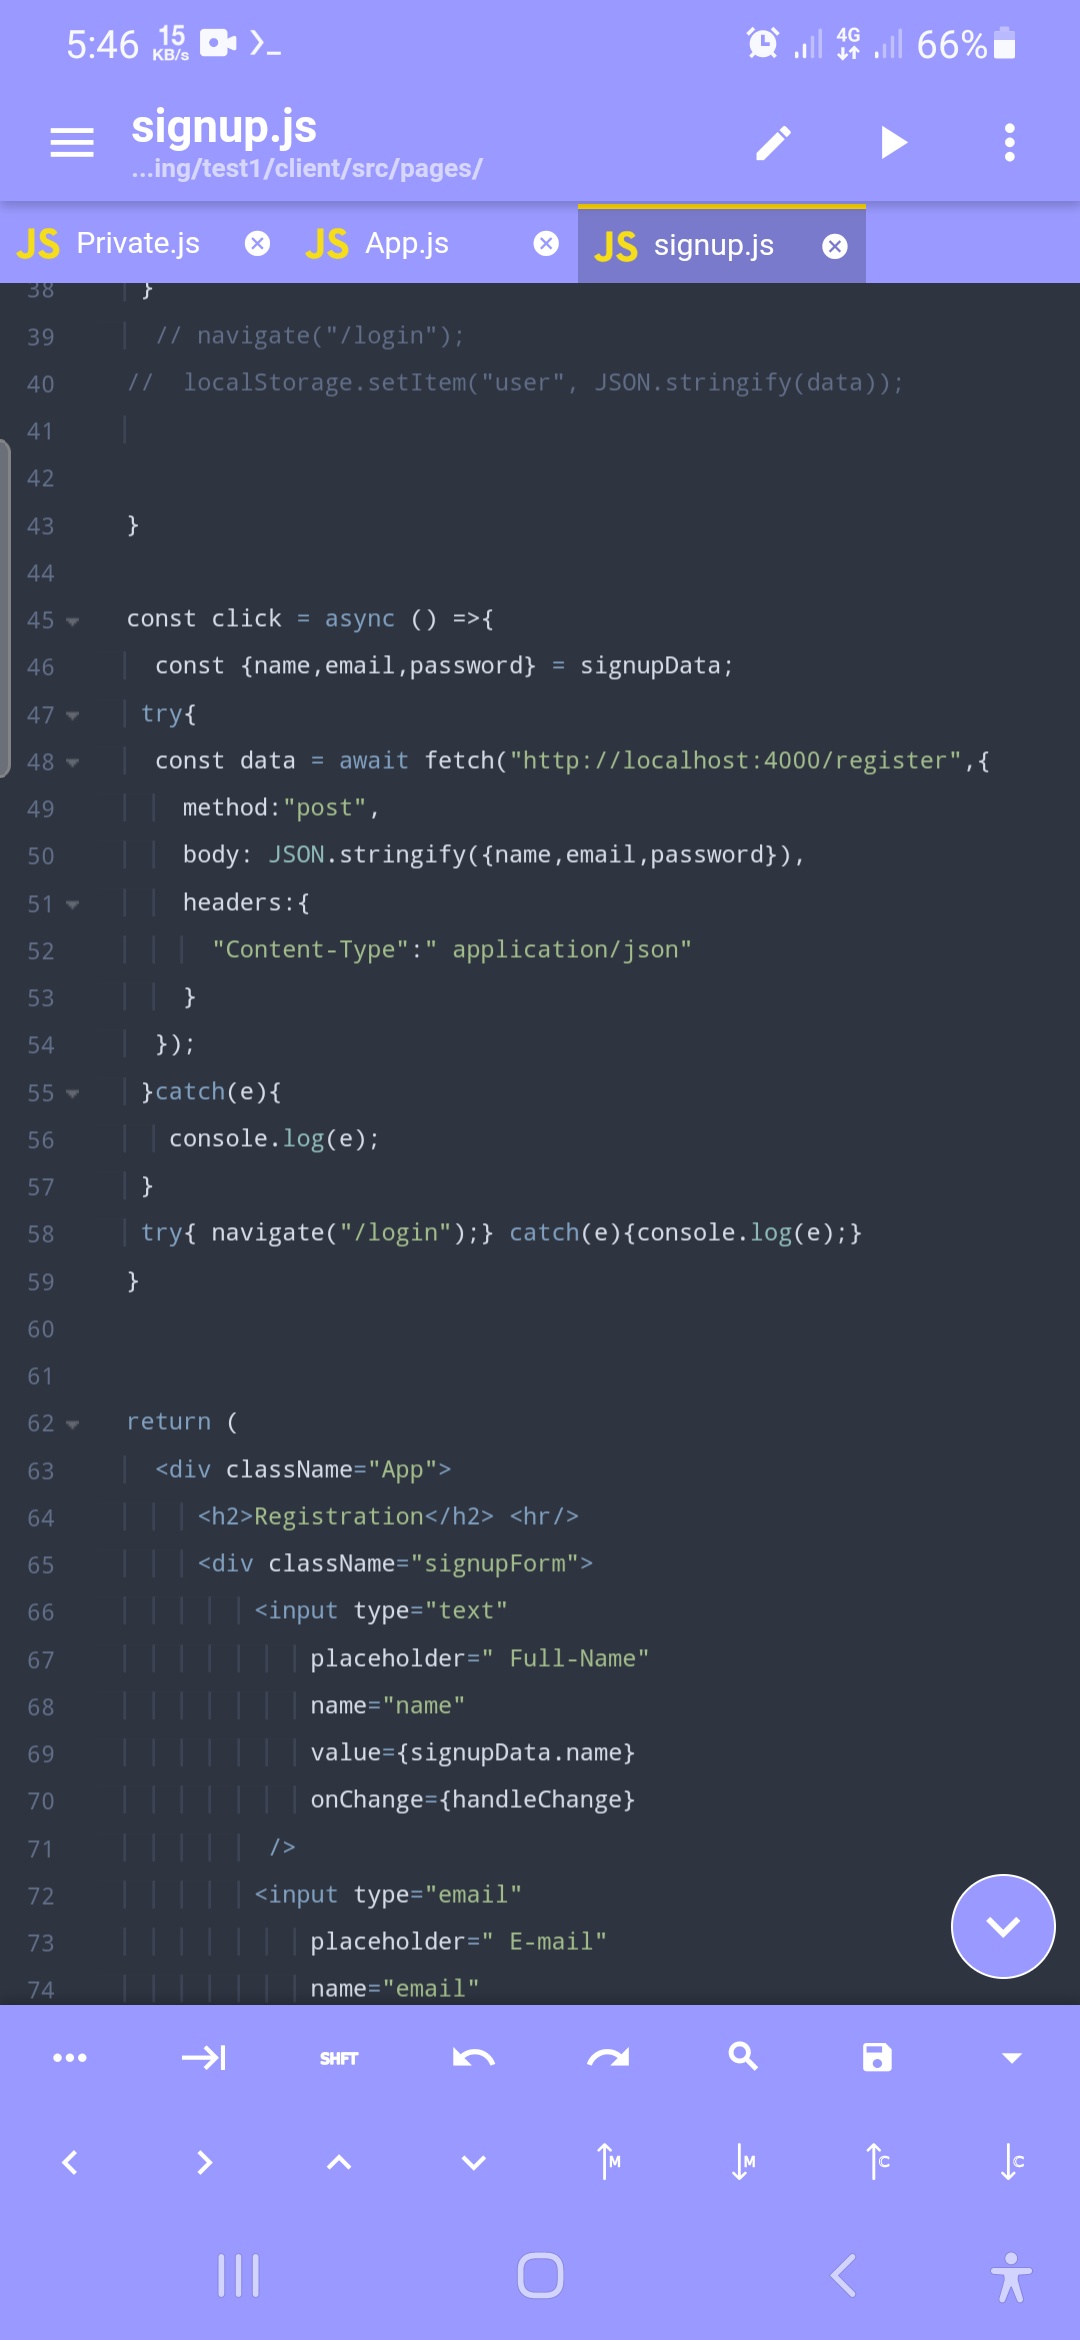 5:46 15 KB/s 4G 66%
signup.js
...ing/test1/client/src/pages/
JS Private.js JS App.js JS signup.js
38 }
39 // navigate("/login");
40 //  localStorage.setItem("user", JSON.stringify(data));
41
42
43 }
44
45 const click = async () =>{
46 const {name,email,password} = signupData;
47 try{
48 const data = await fetch("http://localhost:4000/register",{
49 method:"post",
50 body: JSON.stringify({name,email,password}),
51 headers:{
52 "Content-Type":" application/json"
53 }
54 });
55 }catch(e){
56 console.log(e);
57 }
58 try{ navigate("/login");} catch(e){console.log(e);}
59 }
60
61
62 return (
63 <div className="App">
64 <h2>Registration</h2> <hr/>
65 <div className="signupForm">
66 <input type="text"
67 placeholder=" Full-Name"
68 name="name"
69 value={signupData.name}
70 onChange={handleChange}
71 />
72 <input type="email"
73 placeholder=" E-mail"
74 name="email"
SHFT
M M C C